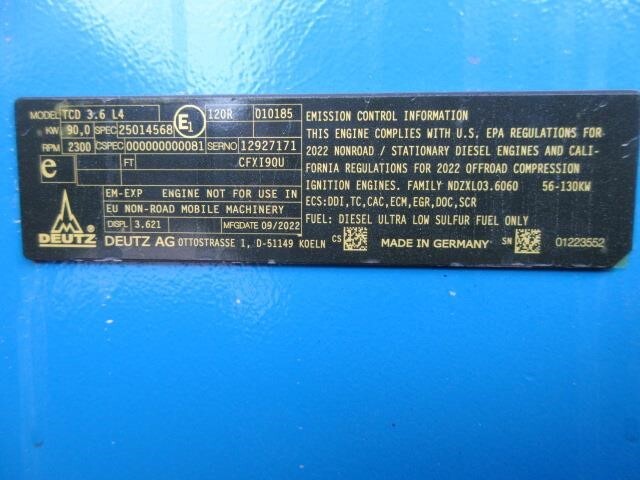 MODEL TCD 3.6 L4 E1 120R 010185
KW 90,0 SPEC 25014568
RPM 2300 CSPEC 000000000081 SERNO 12927171
e FT CFXI90U
EM-EXP ENGINE NOT FOR USE IN
EU NON-ROAD MOBILE MACHINERY
DISPL 3.621 MFGDATE 09/2022
DEUTZ ® DEUTZ AG OTTOSTRASSE 1, D-51149 KOELN CS
EMISSION CONTROL INFORMATION
THIS ENGINE COMPLIES WITH U.S. EPA REGULATIONS FOR
2022 NONROAD / STATIONARY DIESEL ENGINES AND CALI-
FORNIA REGULATIONS FOR 2022 OFFROAD COMPRESSION
IGNITION ENGINES. FAMILY NDZXL03.6060 56-130KW
ECS:DDI,TC,CAC,ECM,EGR,DOC,SCR
FUEL: DIESEL ULTRA LOW SULFUR FUEL ONLY
MADE IN GERMANY SN 01223552